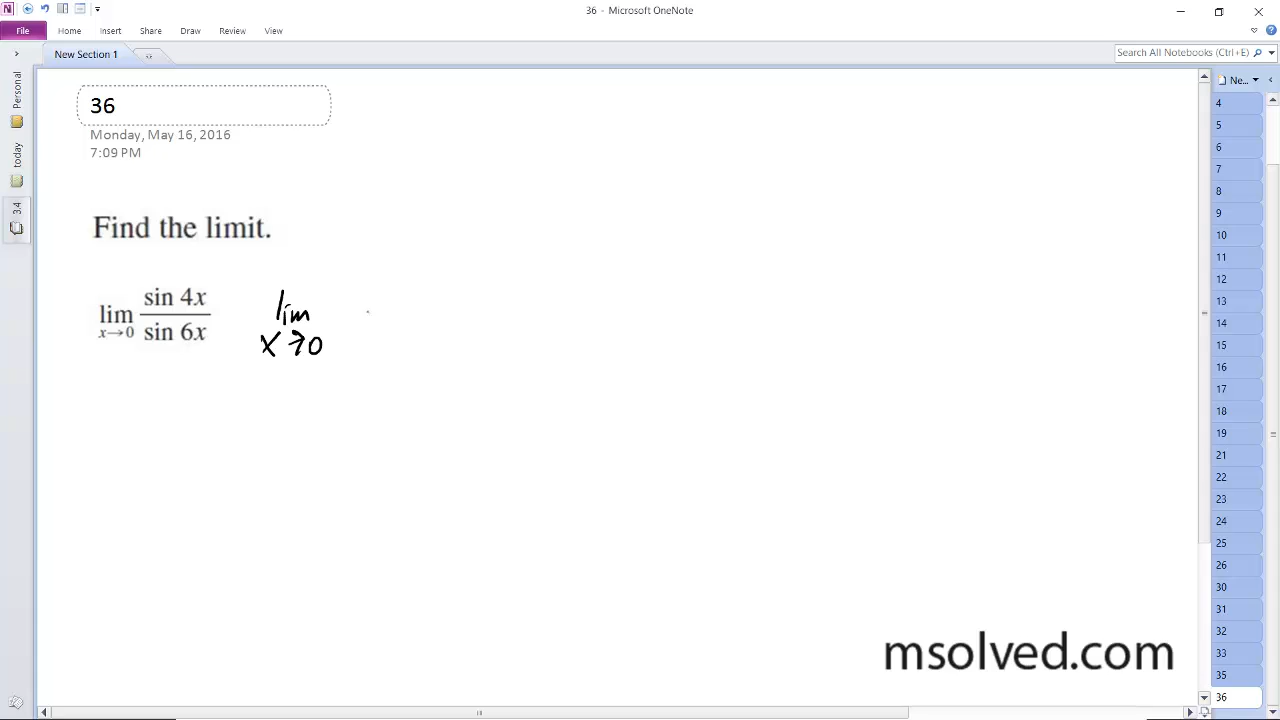 36 - Microsoft OneNote
File Home Insert Share Draw Review View
New Section 1
Search All Notebooks (Ctrl+E)
Ne...
Personal
today
34
36
Monday, May 16, 2016
7:09 PM
Find the limit.
lim x→0 sin 4x / sin 6x
lim
x→0
msolved.com
4
5
6
7
8
9
10
11
12
13
14
15
16
17
18
19
21
22
23
24
25
26
30
31
32
33
35
36